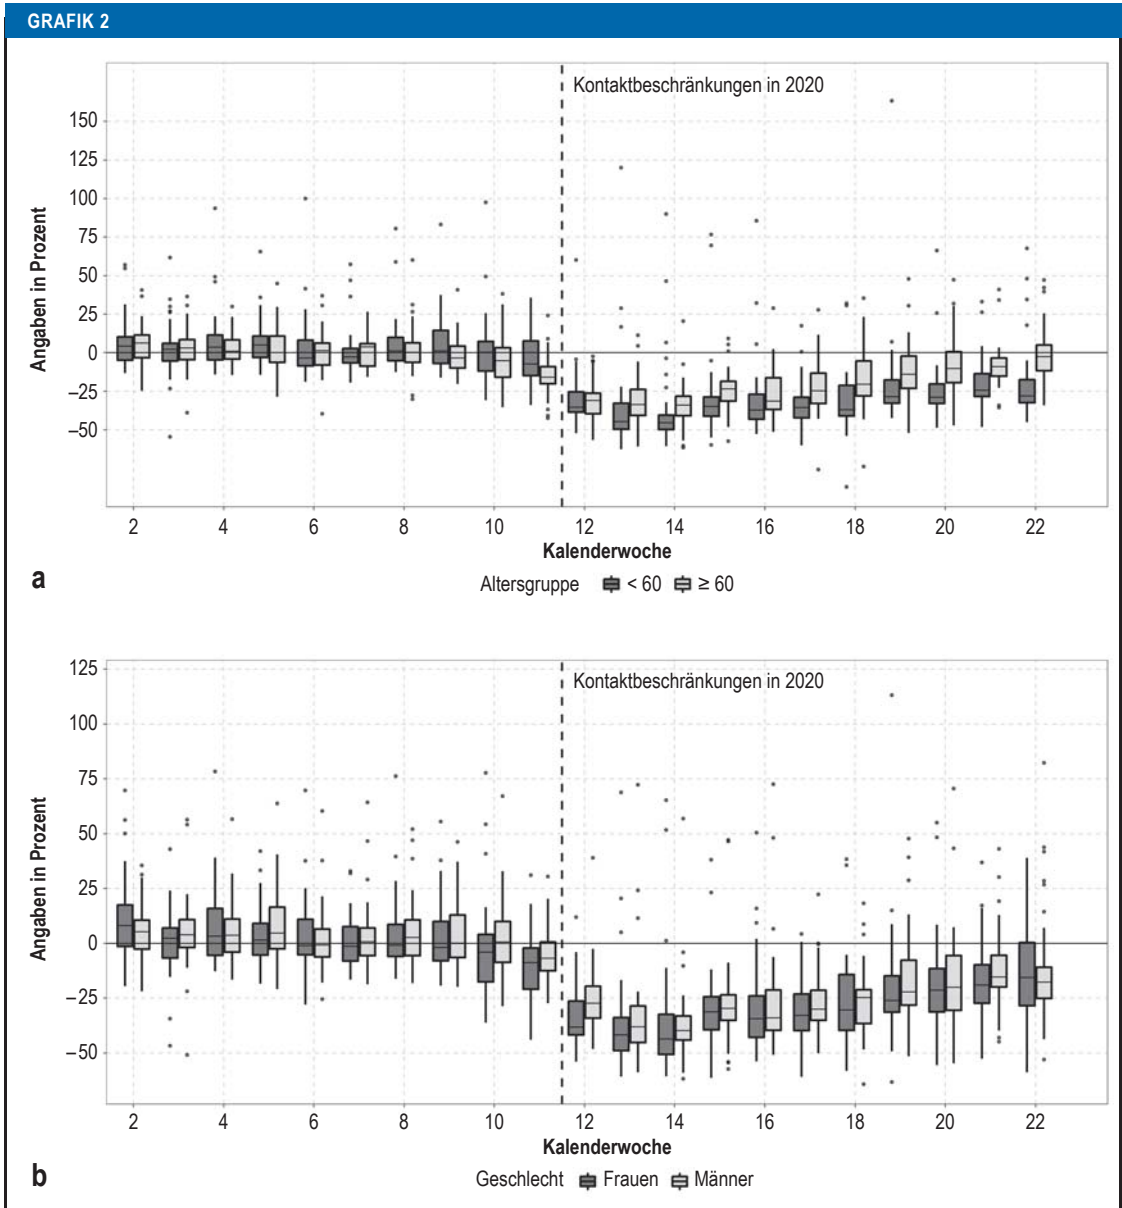 GRAFIK 2
Kontaktbeschränkungen in 2020
150
125
100
75
50
25
0
–25
–50
Angaben in Prozent
2 4 6 8 10 12 14 16 18 20 22
Kalenderwoche
a
Altersgruppe < 60 ≥ 60
Kontaktbeschränkungen in 2020
125
100
75
50
25
0
–25
–50
Angaben in Prozent
2 4 6 8 10 12 14 16 18 20 22
Kalenderwoche
b
Geschlecht Frauen Männer